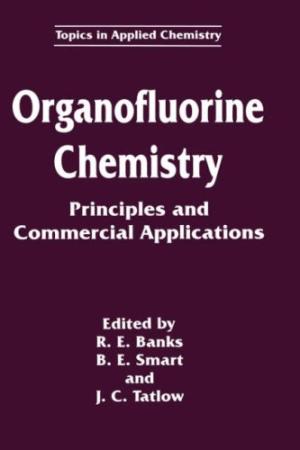 Topics in Applied Chemistry
Organofluorine
Chemistry
Principles and
Commercial Applications
Edited by
R. E. Banks
B. E. Smart
and
J. C. Tatlow